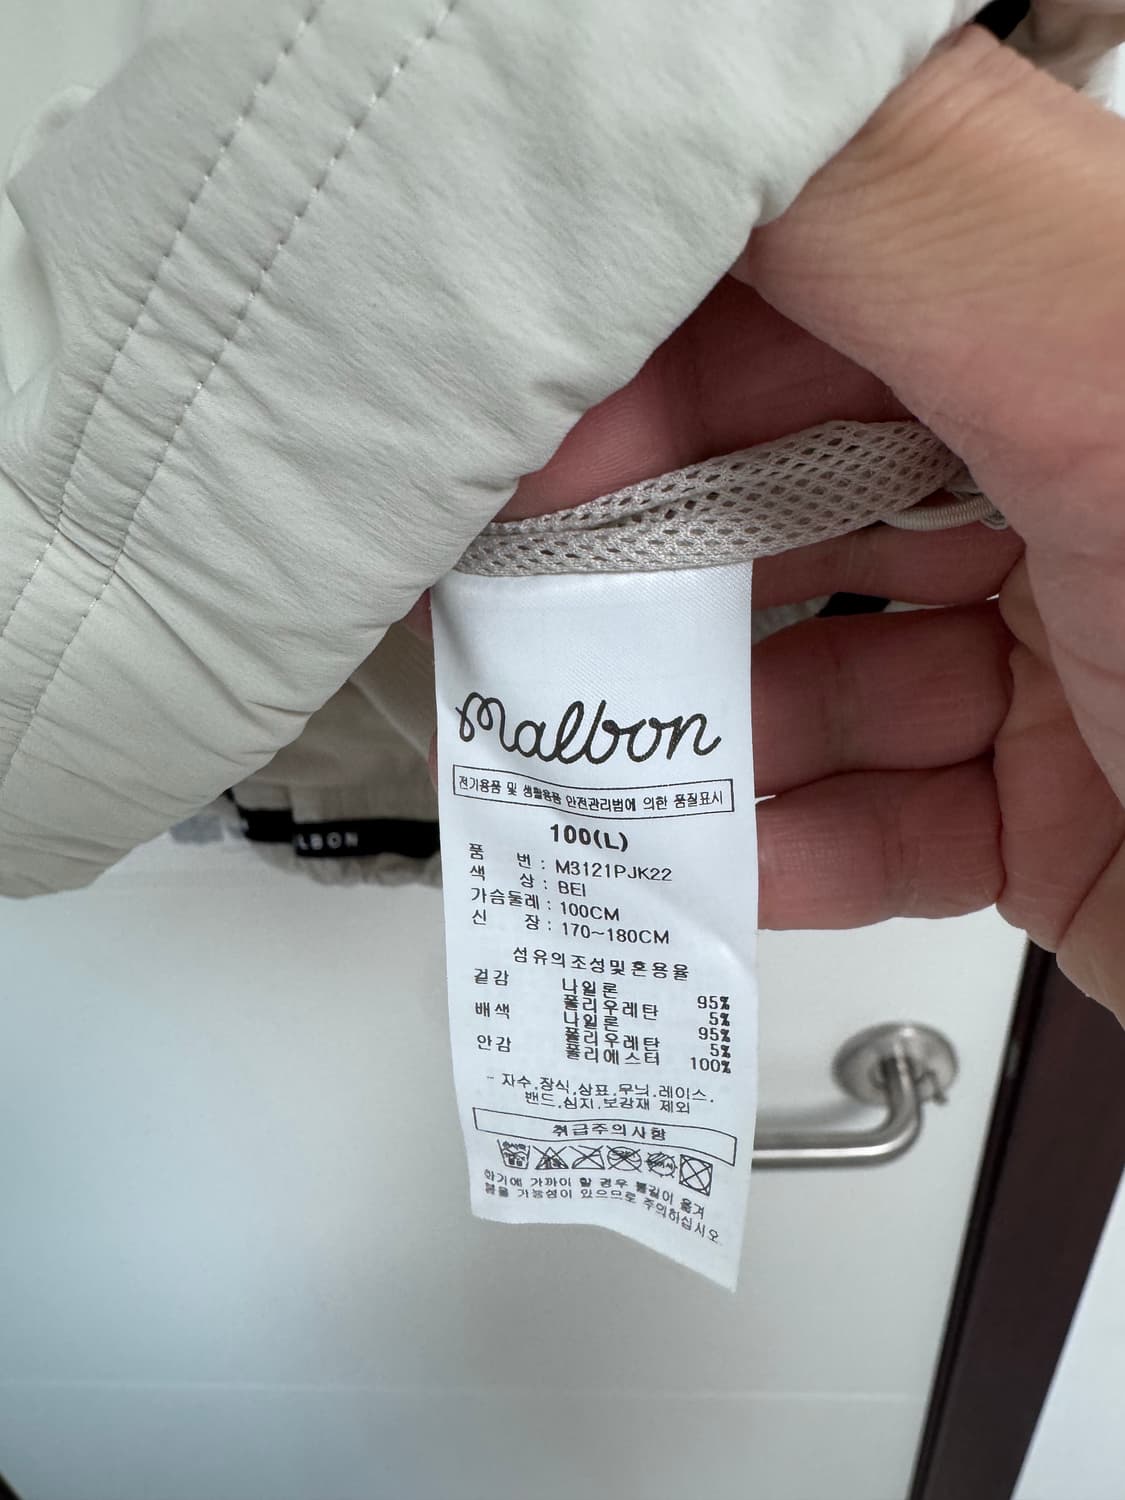 malbon
전기용품 및 생활용품 안전관리법에 의한 품질표시
100(L)
품 번 : M3121PJK22
색 상 : BEI
가슴둘레 : 100CM
신 장 : 170~180CM
섬유의조성및혼용율
겉감 나일론 95%
폴리우레탄 5%
배색 나일론 95%
폴리우레탄 5%
안감 폴리에스터 100%
- 자수.장식.상표.무늬.레이스.
밴드.심지.보강재 제외
취급주의사항
화기에 가까이 할 경우 불길이 옮겨
붙을 가능성이 있으므로 주의하십시오
LBON